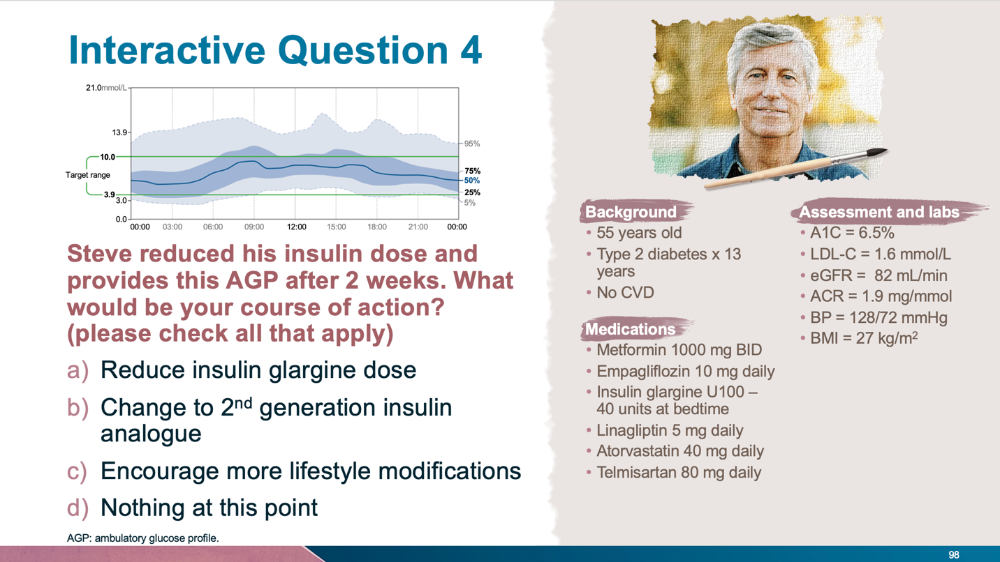 Interactive Question 4
21.0mmol/L
13.9
10.0
Target range
3.9
3.0
0.0
95%
75%
50%
25%
5%
00:00 03:00 06:00 09:00 12:00 15:00 18:00 21:00 00:00
Steve reduced his insulin dose and
provides this AGP after 2 weeks. What
would be your course of action?
(please check all that apply)
a) Reduce insulin glargine dose
b) Change to 2nd generation insulin
analogue
c) Encourage more lifestyle modifications
d) Nothing at this point
AGP: ambulatory glucose profile.
Background
• 55 years old
• Type 2 diabetes x 13
years
• No CVD
Medications
• Metformin 1000 mg BID
• Empagliflozin 10 mg daily
• Insulin glargine U100 –
40 units at bedtime
• Linagliptin 5 mg daily
• Atorvastatin 40 mg daily
• Telmisartan 80 mg daily
Assessment and labs
• A1C = 6.5%
• LDL-C = 1.6 mmol/L
• eGFR = 82 mL/min
• ACR = 1.9 mg/mmol
• BP = 128/72 mmHg
• BMI = 27 kg/m2
98